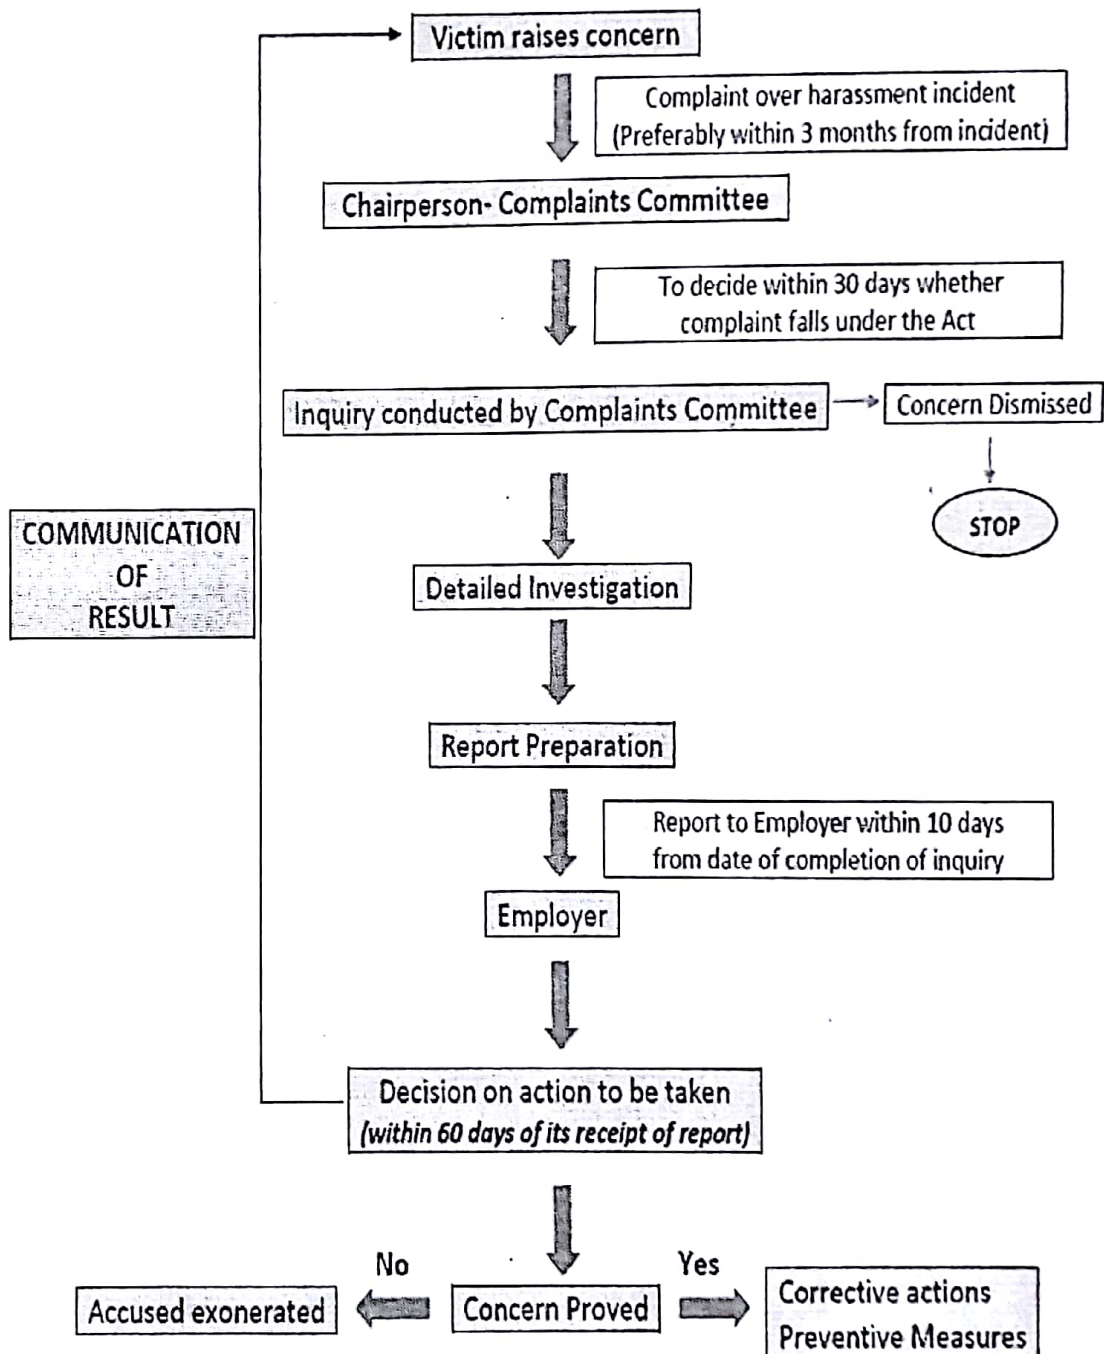 Victim raises concern
Complaint over harassment incident
(Preferably within 3 months from incident)
Chairperson- Complaints Committee
To decide within 30 days whether
complaint falls under the Act
Inquiry conducted by Complaints Committee
Concern Dismissed
STOP
COMMUNICATION
OF
RESULT
Detailed Investigation
Report Preparation
Report to Employer within 10 days
from date of completion of inquiry
Employer
Decision on action to be taken
(within 60 days of its receipt of report)
No
Yes
Accused exonerated
Concern Proved
Corrective actions
Preventive Measures